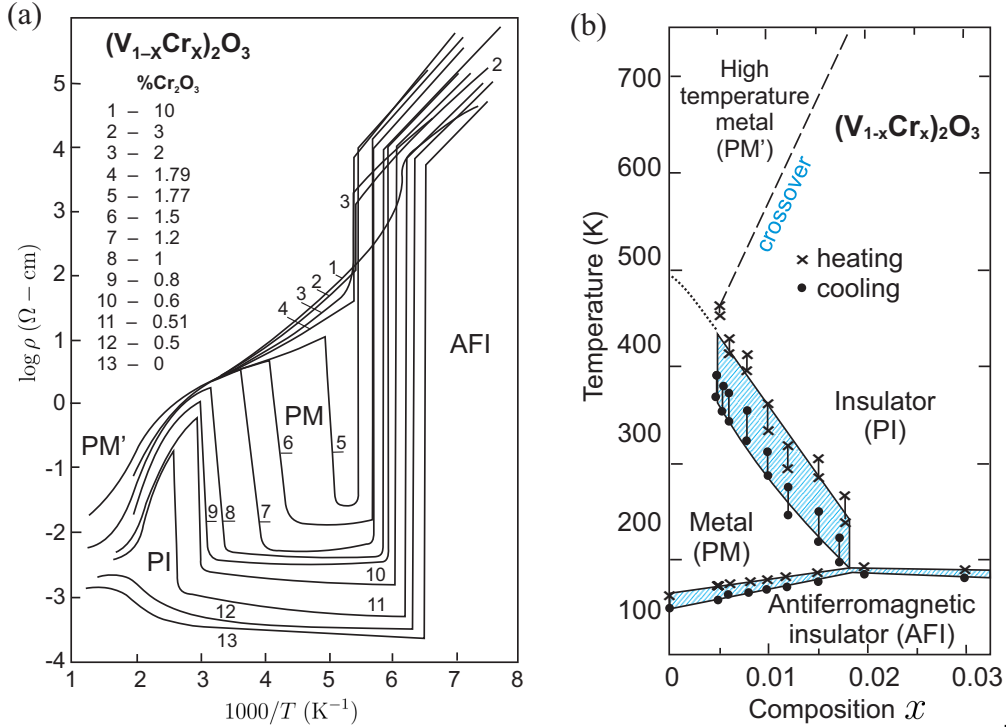 (a)
(V1-XCrX)2O3
%Cr2O3
1 – 10
2 – 3
3 – 2
4 – 1.79
5 – 1.77
6 – 1.5
7 – 1.2
8 – 1
9 – 0.8
10 – 0.6
11 – 0.51
12 – 0.5
13 – 0
log ρ (Ω − cm)
5
4
3
2
1
0
-1
-2
-3
-4
1 2 3 4 5 6 7 8
1000/T (K⁻¹)
2
3
1
2
3
4
AFI
PM
PM'
PI
6
5
9
8
7
10
11
12
13
(b)
700
600
500
400
300
200
100
0
Temperature (K)
High
temperature
metal
(PM')
(V1-xCrx)2O3
crossover
× heating
• cooling
Insulator
(PI)
Metal
(PM)
Antiferromagnetic
insulator (AFI)
0 0.01 0.02 0.03
Composition x